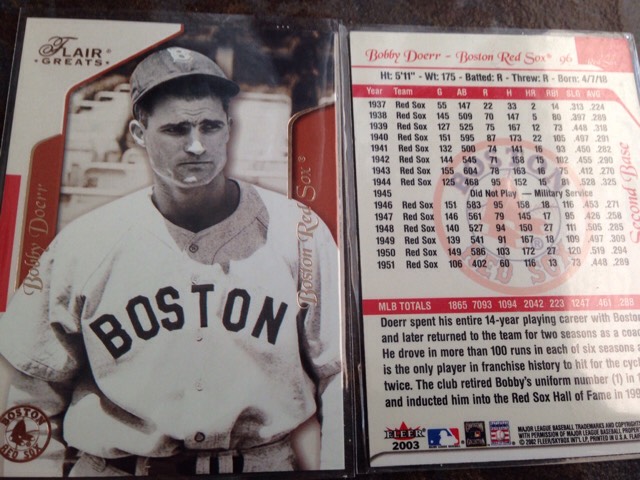 FLAIR®
• GREATS •
B
Bobby Doerr
Boston Red Sox®
BOSTON
BOSTON
RED SOX
Bobby Doerr - Boston Red Sox® 96
Ht: 5'11" - Wt: 175 - Batted: R - Threw: R - Born: 4/7/18
Year Team G AB R H HR RBI SLG AVG
1937 Red Sox 55 147 22 33 2 14 .313 .224
1938 Red Sox 145 509 70 147 5 80 .397 .289
1939 Red Sox 127 525 75 167 12 73 .448 .318
1940 Red Sox 151 595 87 173 22 105 .497 .291
1941 Red Sox 132 500 74 141 16 93 .450 .282
1942 Red Sox 144 545 71 158 15 102 .455 .290
1943 Red Sox 155 604 78 163 16 75 .412 .270
1944 Red Sox 125 468 95 152 15 81 .528 .325
1945 Did Not Play — Military Service
1946 Red Sox 151 583 95 158 18 116 .453 .271
1947 Red Sox 146 561 79 145 17 95 .426 .258
1948 Red Sox 140 527 94 150 27 111 .505 .285
1949 Red Sox 139 541 91 167 18 109 .497 .309
1950 Red Sox 149 586 103 172 27 120 .519 .294
1951 Red Sox 106 402 60 116 13 73 .448 .289
Second Base
MLB TOTALS 1865 7093 1094 2042 223 1247 .461 .288
Doerr spent his entire 14-year playing career with Boston
and later returned to the team for two seasons as a coach
He drove in more than 100 runs in each of six seasons a
is the only player in franchise history to hit for the cycl
twice. The club retired Bobby's uniform number (1) in 1
and inducted him into the Red Sox Hall of Fame in 199
FLEER®
2003
MAJOR LEAGUE BASEBALL TRADEMARKS AND COPYRIGHTS
WITH PERMISSION OF MAJOR LEAGUE BASEBALL PROPER
© 2002 FLEER/SKYBOX INT'L LP, PRINTED IN U.S.A. FLAIR